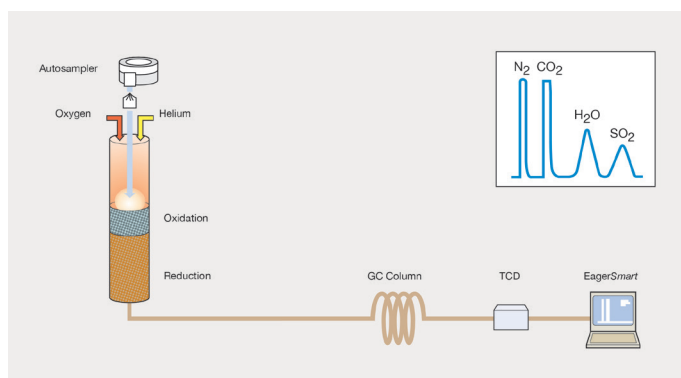 Autosampler
Oxygen
Helium
Oxidation
Reduction
GC Column
TCD
EagerSmart
N₂ CO₂
H₂O
SO₂